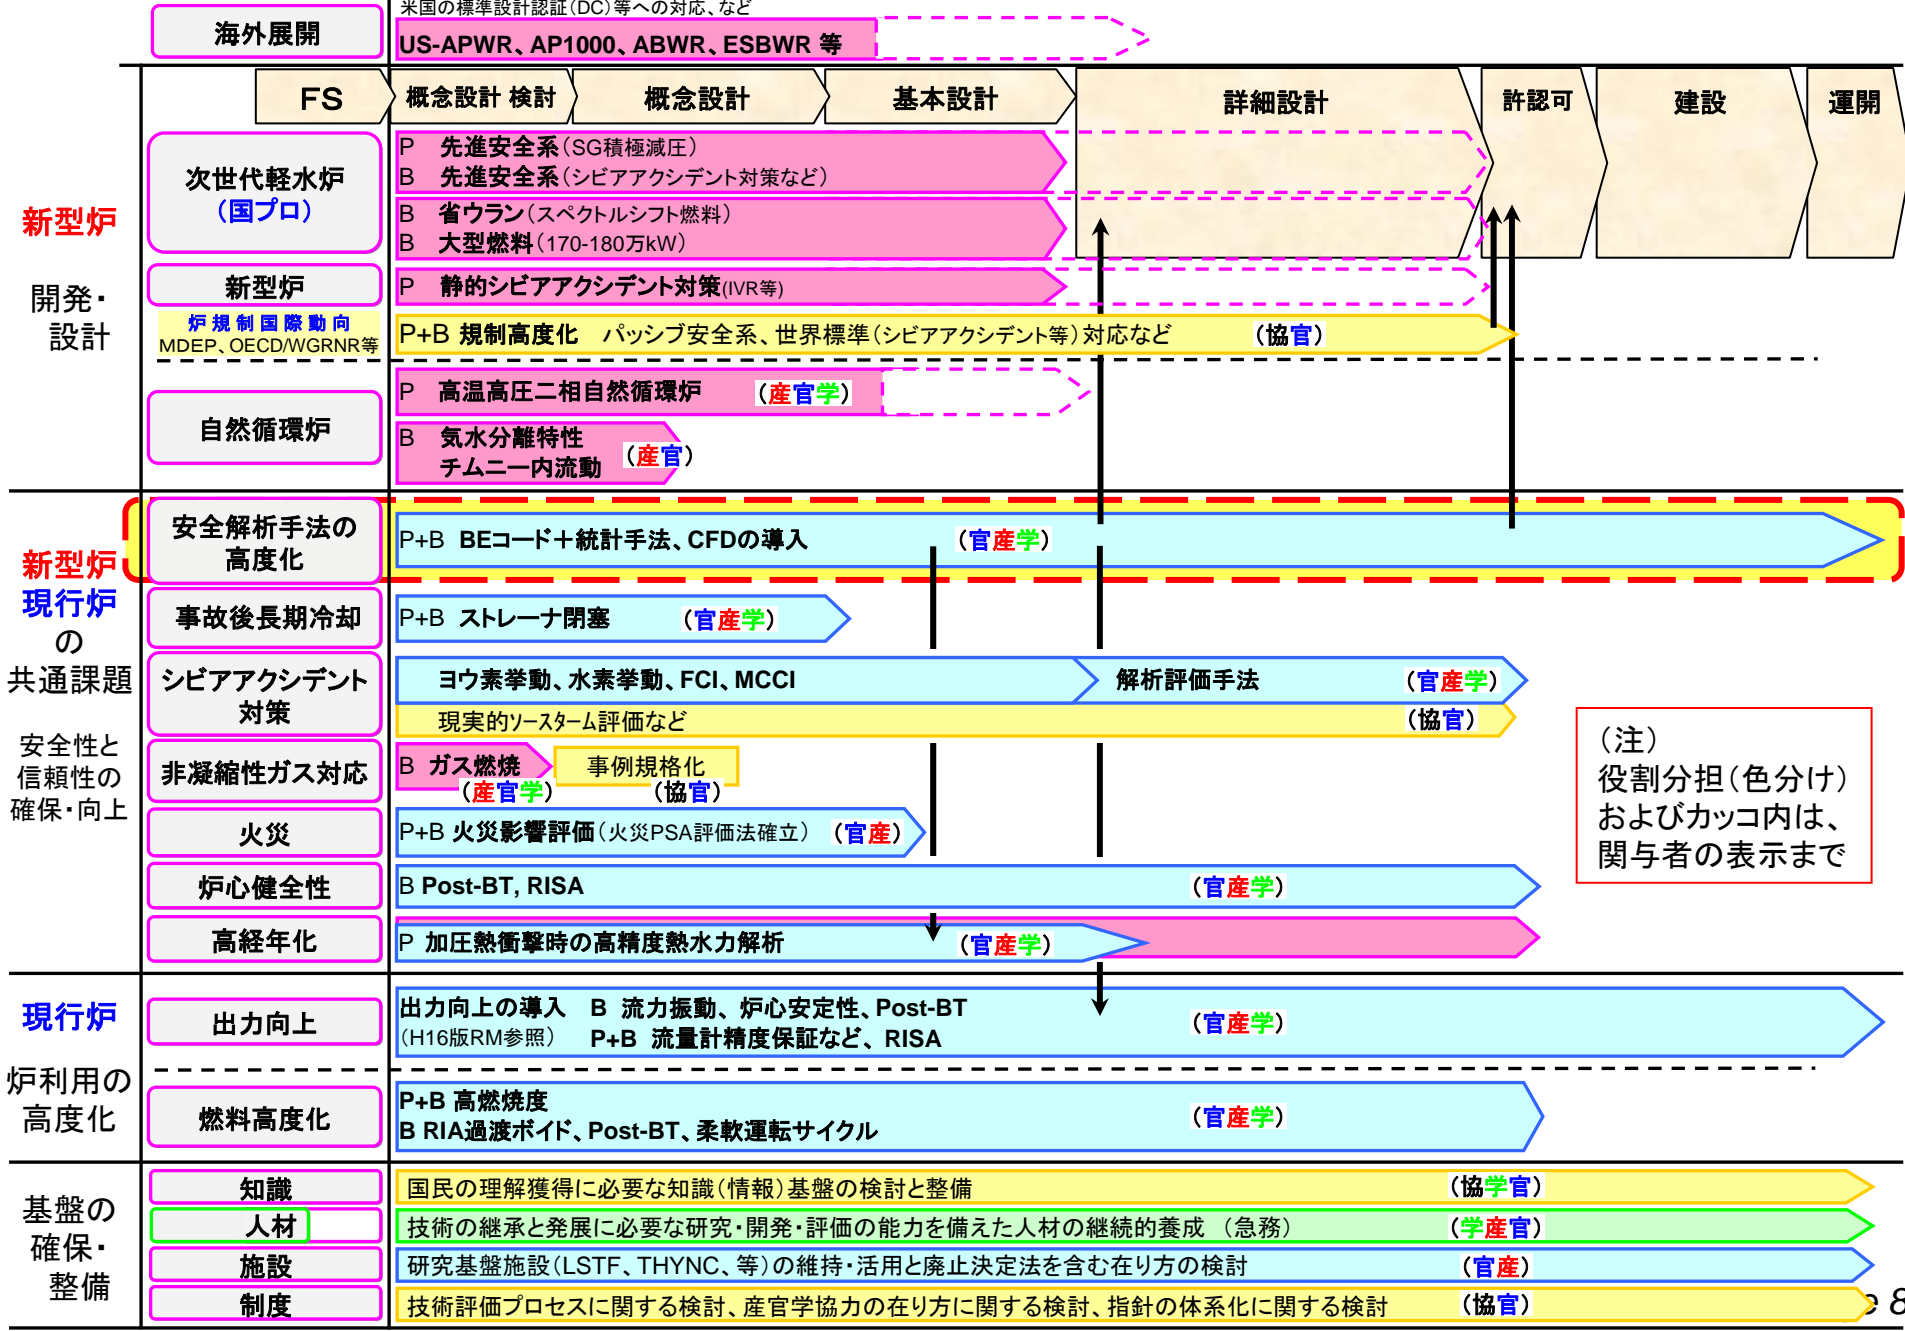 米国の標準設計認証(DC)等への対応、など
海外展開
US-APWR、AP1000、ABWR、ESBWR 等
FS
概念設計 検討
概念設計
基本設計
詳細設計
許認可
建設
運開
新型炉
開発・
設計
次世代軽水炉
(国プロ)
P 先進安全系(SG積極減圧)
B 先進安全系(シビアアクシデント対策など)
B 省ウラン(スペクトルシフト燃料)
B 大型燃料(170-180万kW)
新型炉
P 静的シビアアクシデント対策(IVR等)
炉規制国際動向
MDEP、OECD/WGRNR等
P+B 規制高度化 パッシブ安全系、世界標準(シビアアクシデント等)対応など (協官)
自然循環炉
P 高温高圧二相自然循環炉 (産官学)
B 気水分離特性
チムニー内流動 (産官)
新型炉
現行炉
の
共通課題
安全性と
信頼性の
確保・向上
安全解析手法の
高度化
P+B BEコード+統計手法、CFDの導入 (官産学)
事故後長期冷却
P+B ストレーナ閉塞 (官産学)
シビアアクシデント
対策
ヨウ素挙動、水素挙動、FCI、MCCI
解析評価手法 (官産学)
現実的ソースターム評価など (協官)
非凝縮性ガス対応
B ガス燃焼
(産官学)
事例規格化
(協官)
火災
P+B 火災影響評価(火災PSA評価法確立) (官産)
炉心健全性
B Post-BT, RISA (官産学)
高経年化
P 加圧熱衝撃時の高精度熱水力解析 (官産学)
(注)
役割分担(色分け)
およびカッコ内は、
関与者の表示まで
現行炉
炉利用の
高度化
出力向上
出力向上の導入 B 流力振動、炉心安定性、Post-BT
(H16版RM参照) P+B 流量計精度保証など、RISA
(官産学)
燃料高度化
P+B 高燃焼度
B RIA過渡ボイド、Post-BT、柔軟運転サイクル
(官産学)
基盤の
確保・
整備
知識
国民の理解獲得に必要な知識(情報)基盤の検討と整備 (協学官)
人材
技術の継承と発展に必要な研究・開発・評価の能力を備えた人材の継続的養成 (急務) (学産官)
施設
研究基盤施設(LSTF、THYNC、等)の維持・活用と廃止決定法を含む在り方の検討 (官産)
制度
技術評価プロセスに関する検討、産官学協力の在り方に関する検討、指針の体系化に関する検討 (協官)
8